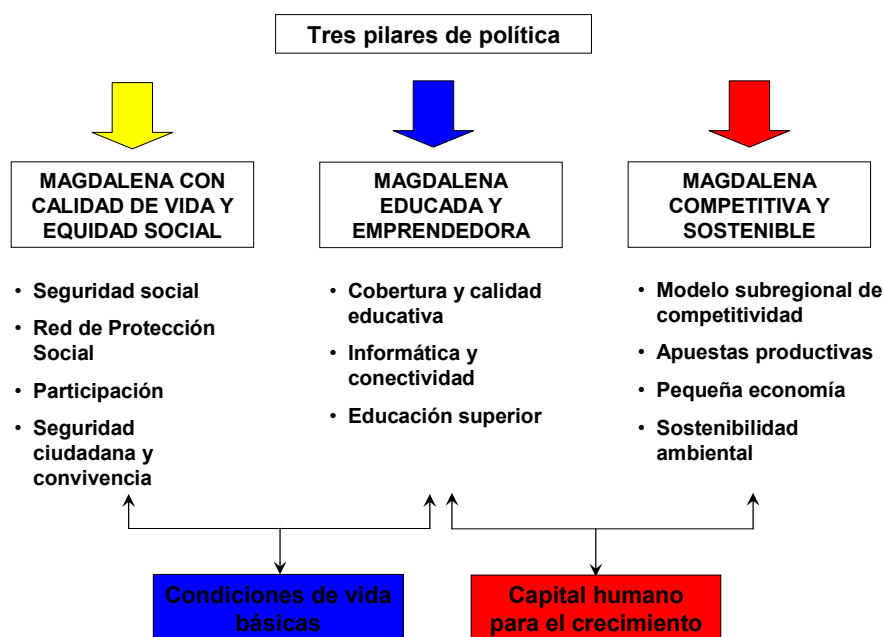 Tres pilares de política
MAGDALENA CON
CALIDAD DE VIDA Y
EQUIDAD SOCIAL
• Seguridad social
• Red de Protección
Social
• Participación
• Seguridad
ciudadana y
convivencia
MAGDALENA
EDUCADA Y
EMPRENDEDORA
• Cobertura y calidad
educativa
• Informática y
conectividad
• Educación superior
MAGDALENA
COMPETITIVA Y
SOSTENIBLE
• Modelo subregional de
competitividad
• Apuestas productivas
• Pequeña economía
• Sostenibilidad
ambiental
Condiciones de vida
básicas
Capital humano
para el crecimiento